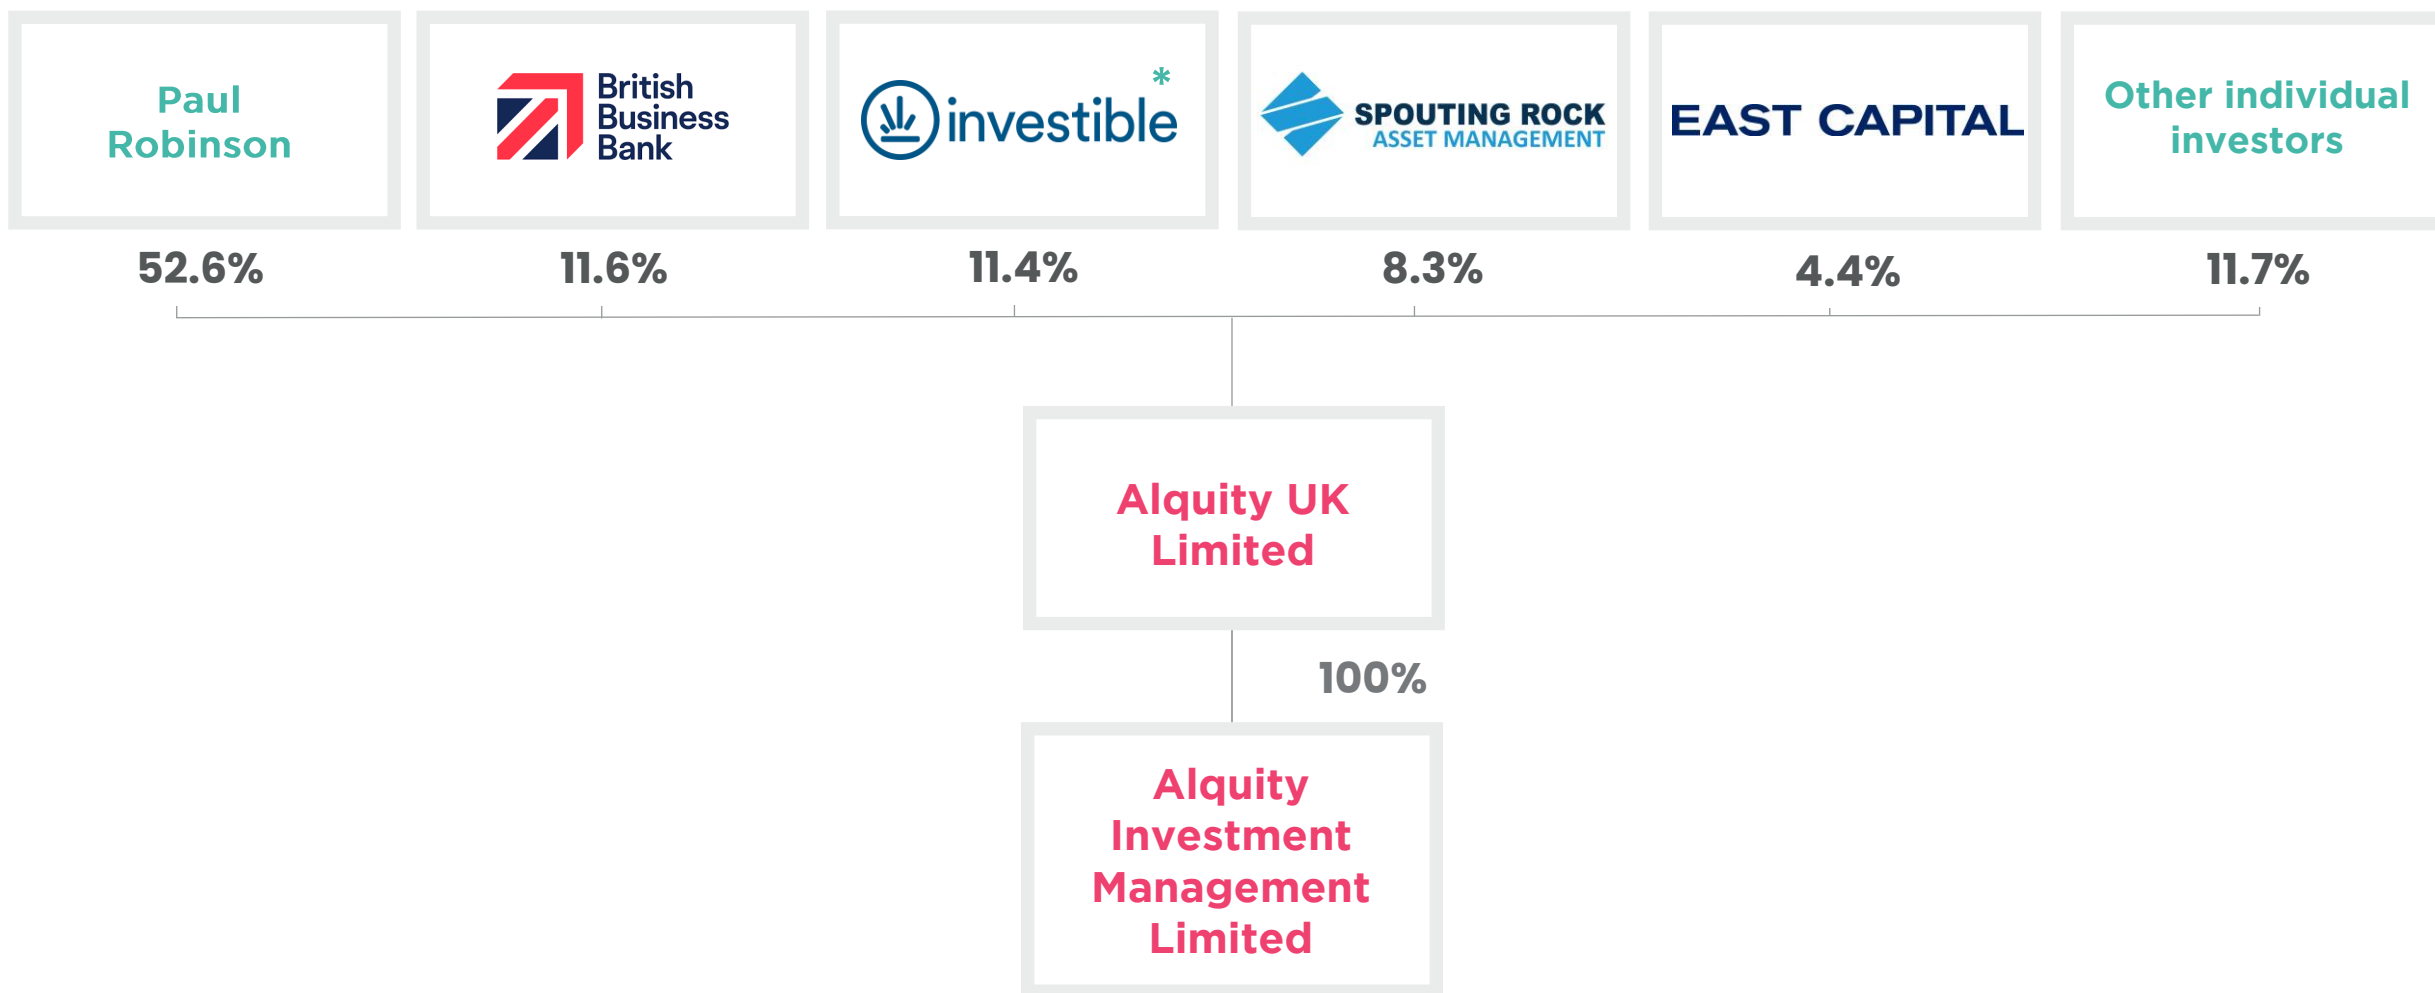 Paul
Robinson
British
Business
Bank
investible*
SPOUTING ROCK
ASSET MANAGEMENT
EAST CAPITAL
Other individual
investors
52.6%
11.6%
11.4%
8.3%
4.4%
11.7%
Alquity UK
Limited
100%
Alquity
Investment
Management
Limited